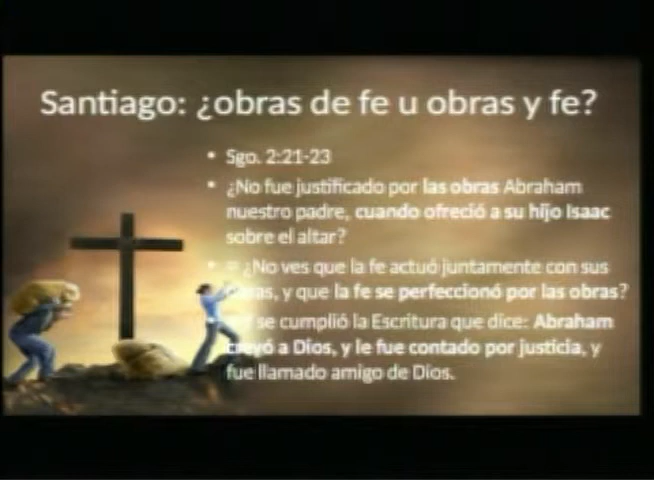 Santiago: ¿obras de fe u obras y fe?
• Sgo. 2:21-23
• ¿No fue justificado por las obras Abraham
nuestro padre, cuando ofreció a su hijo Isaac
sobre el altar?
• ¿No ves que la fe actuó juntamente con sus
y que la fe se perfeccionó por las obras?
se cumplió la Escritura que dice: Abraham
creyó a Dios, y le fue contado por justicia, y
fue llamado amigo de Dios.